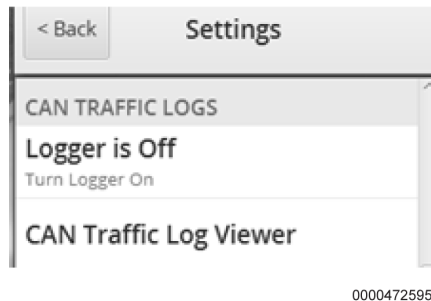 < Back Settings
CAN TRAFFIC LOGS
Logger is Off
Turn Logger On
CAN Traffic Log Viewer
0000472595